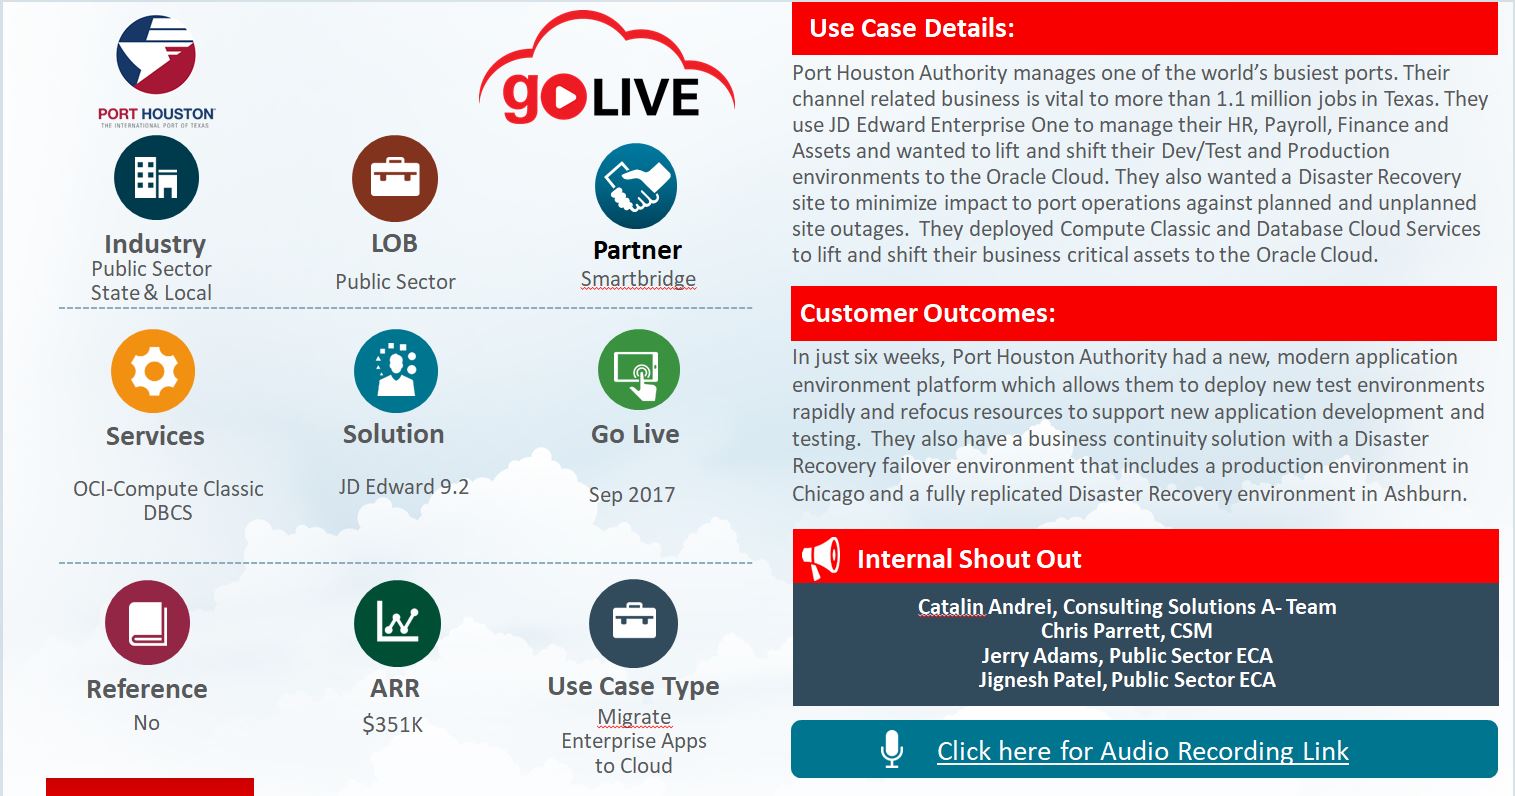 PORT HOUSTON
THE INTERNATIONAL PORT OF TEXAS
goLIVE
Industry
Public Sector
State & Local
LOB
Public Sector
Partner
Smartbridge
Services
OCI-Compute Classic
DBCS
Solution
JD Edward 9.2
Go Live
Sep 2017
Reference
No
ARR
$351K
Use Case Type
Migrate
Enterprise Apps
to Cloud
Use Case Details:
Port Houston Authority manages one of the world's busiest ports. Their
channel related business is vital to more than 1.1 million jobs in Texas. They
use JD Edward Enterprise One to manage their HR, Payroll, Finance and
Assets and wanted to lift and shift their Dev/Test and Production
environments to the Oracle Cloud. They also wanted a Disaster Recovery
site to minimize impact to port operations against planned and unplanned
site outages. They deployed Compute Classic and Database Cloud Services
to lift and shift their business critical assets to the Oracle Cloud.
Customer Outcomes:
In just six weeks, Port Houston Authority had a new, modern application
environment platform which allows them to deploy new test environments
rapidly and refocus resources to support new application development and
testing. They also have a business continuity solution with a Disaster
Recovery failover environment that includes a production environment in
Chicago and a fully replicated Disaster Recovery environment in Ashburn.
Internal Shout Out
Catalin Andrei, Consulting Solutions A- Team
Chris Parrett, CSM
Jerry Adams, Public Sector ECA
Jignesh Patel, Public Sector ECA
Click here for Audio Recording Link